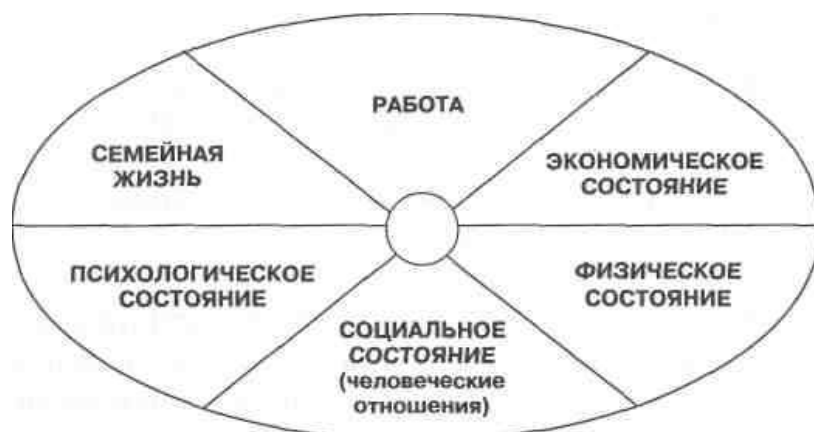 РАБОТА
СЕМЕЙНАЯ
ЖИЗНЬ
ЭКОНОМИЧЕСКОЕ
СОСТОЯНИЕ
ПСИХОЛОГИЧЕСКОЕ
СОСТОЯНИЕ
ФИЗИЧЕСКОЕ
СОСТОЯНИЕ
СОЦИАЛЬНОЕ
СОСТОЯНИЕ
(человеческие
отношения)